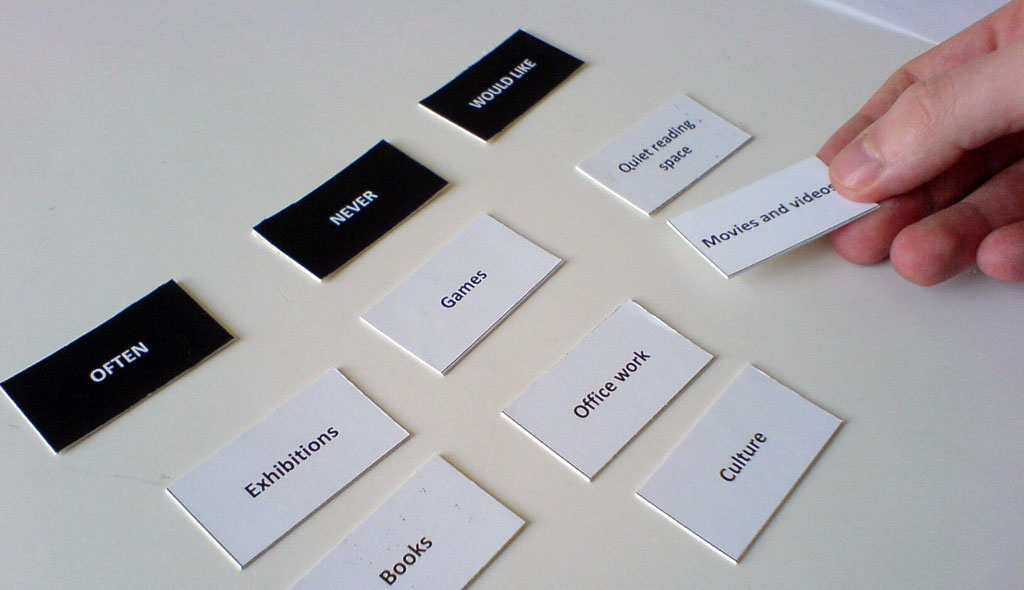 WOULD LIKE
Quiet reading
space
Movies and videos
NEVER
Games
Office work
Culture
OFTEN
Exhibitions
Books